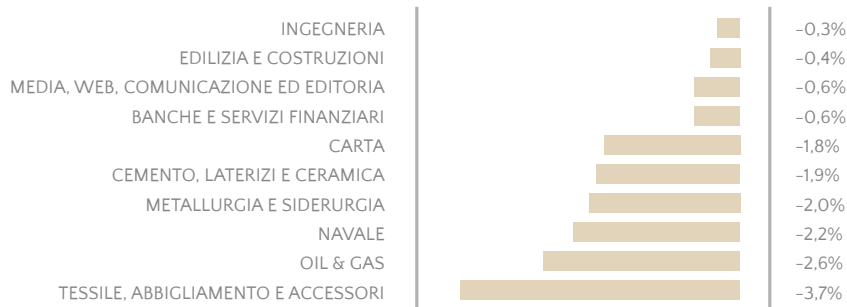 INGEGNERIA -0,3%
EDILIZIA E COSTRUZIONI -0,4%
MEDIA, WEB, COMUNICAZIONE ED EDITORIA -0,6%
BANCHE E SERVIZI FINANZIARI -0,6%
CARTA -1,8%
CEMENTO, LATERIZI E CERAMICA -1,9%
METALLURGIA E SIDERURGIA -2,0%
NAVALE -2,2%
OIL & GAS -2,6%
TESSILE, ABBIGLIAMENTO E ACCESSORI -3,7%